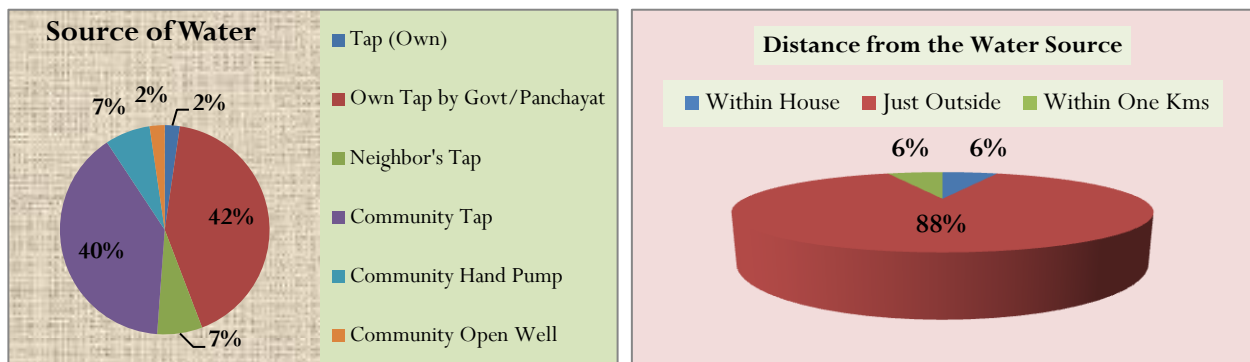 Source of Water
7%
2%
2%
42%
40%
7%
Tap (Own)
Own Tap by Govt/Panchayat
Neighbor's Tap
Community Tap
Community Hand Pump
Community Open Well
Distance from the Water Source
Within House
Just Outside
Within One Kms
6%
6%
88%